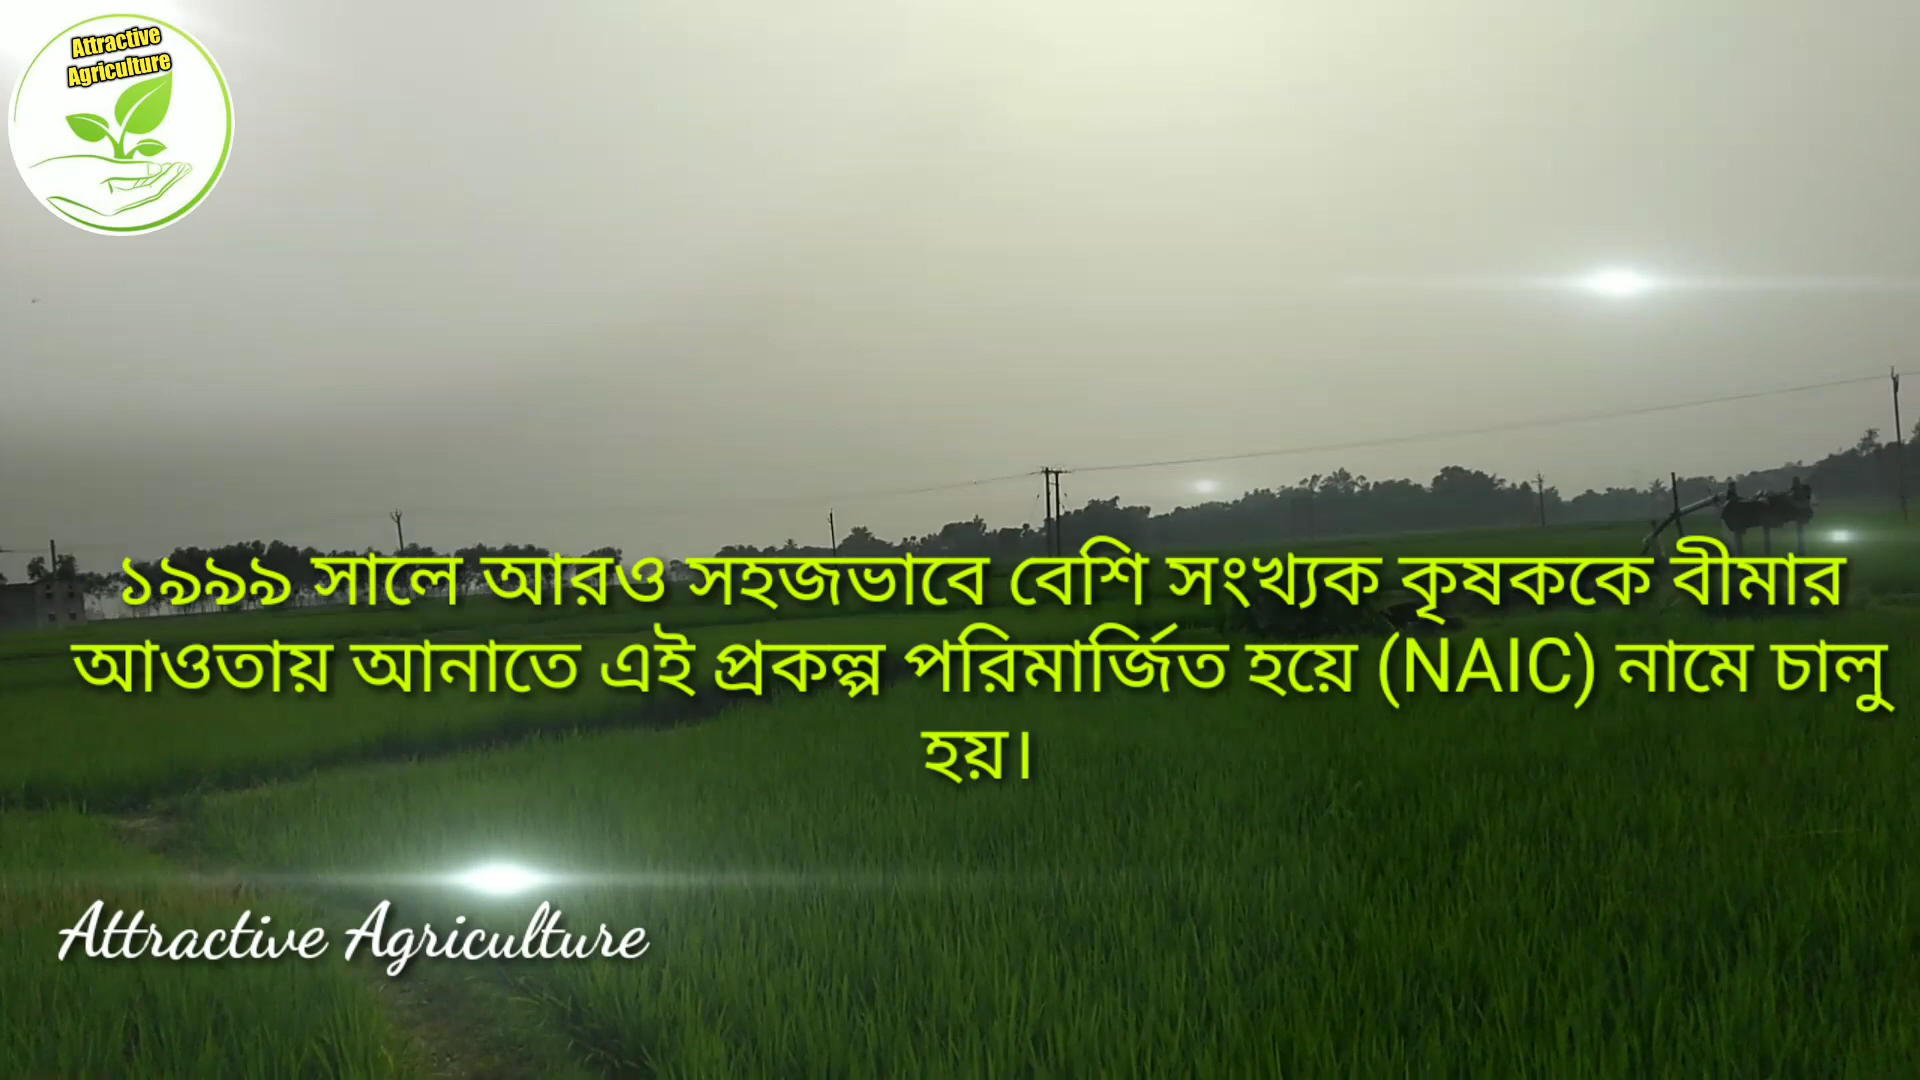 Attractive
Agriculture
১৯৯৯ সালে আরও সহজভাবে বেশি সংখ্যক কৃষককে বীমার
আওতায় আনাতে এই প্রকল্প পরিমার্জিত হয়ে (NAIC) নামে চালু
হয়।
Attractive Agriculture